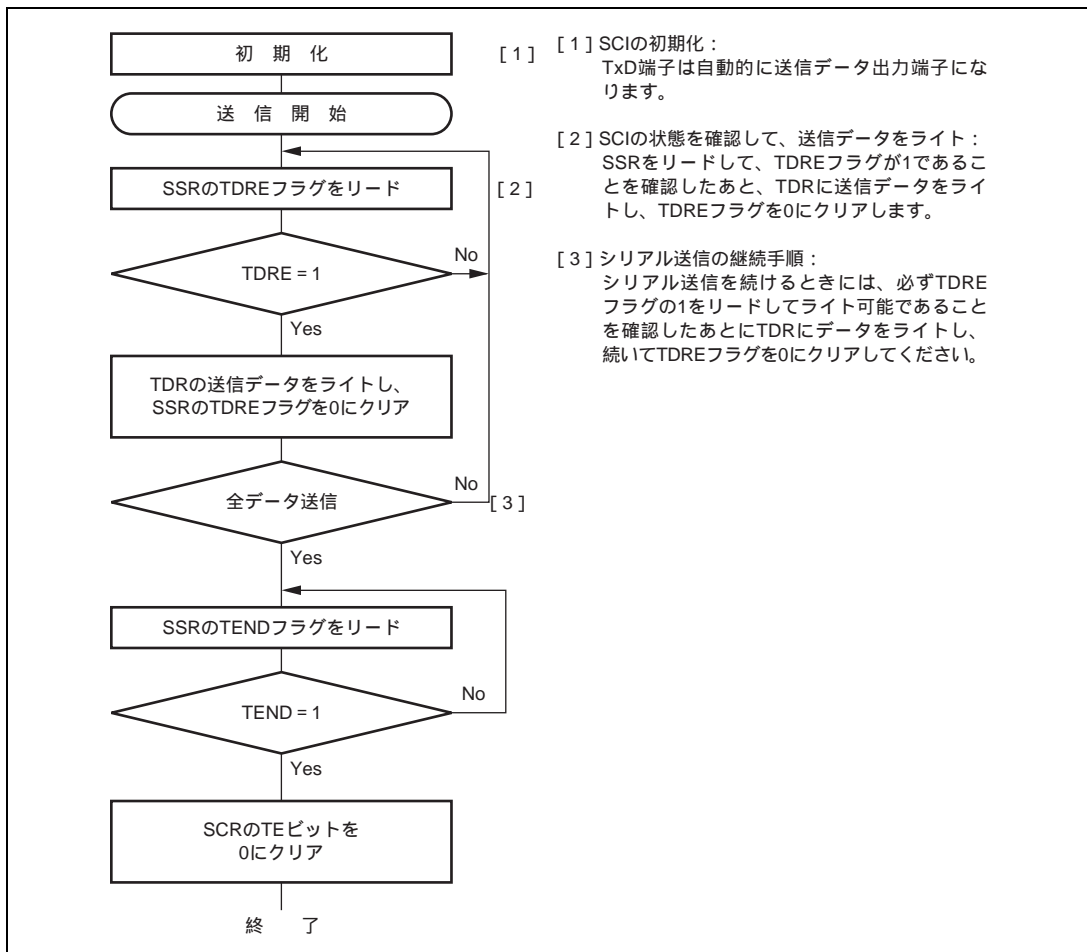 初 期 化
[ 1 ]
送 信 開 始
SSRのTDREフラグをリード
[ 2 ]
TDRE = 1
No
Yes
TDRの送信データをライトし、
SSRのTDREフラグを0にクリア
全データ送信
No
[ 3 ]
Yes
SSRのTENDフラグをリード
TEND = 1
No
Yes
SCRのTEビットを
0にクリア
終 了
[ 1 ] SCIの初期化：
TxD端子は自動的に送信データ出力端子にな
ります。
[ 2 ] SCIの状態を確認して、送信データをライト：
SSRをリードして、TDREフラグが1であるこ
とを確認したあと、TDRに送信データをライ
トし、TDREフラグを0にクリアします。
[ 3 ] シリアル送信の継続手順：
シリアル送信を続けるときには、必ずTDRE
フラグの1をリードしてライト可能であること
を確認したあとにTDRにデータをライトし、
続いてTDREフラグを0にクリアしてください。